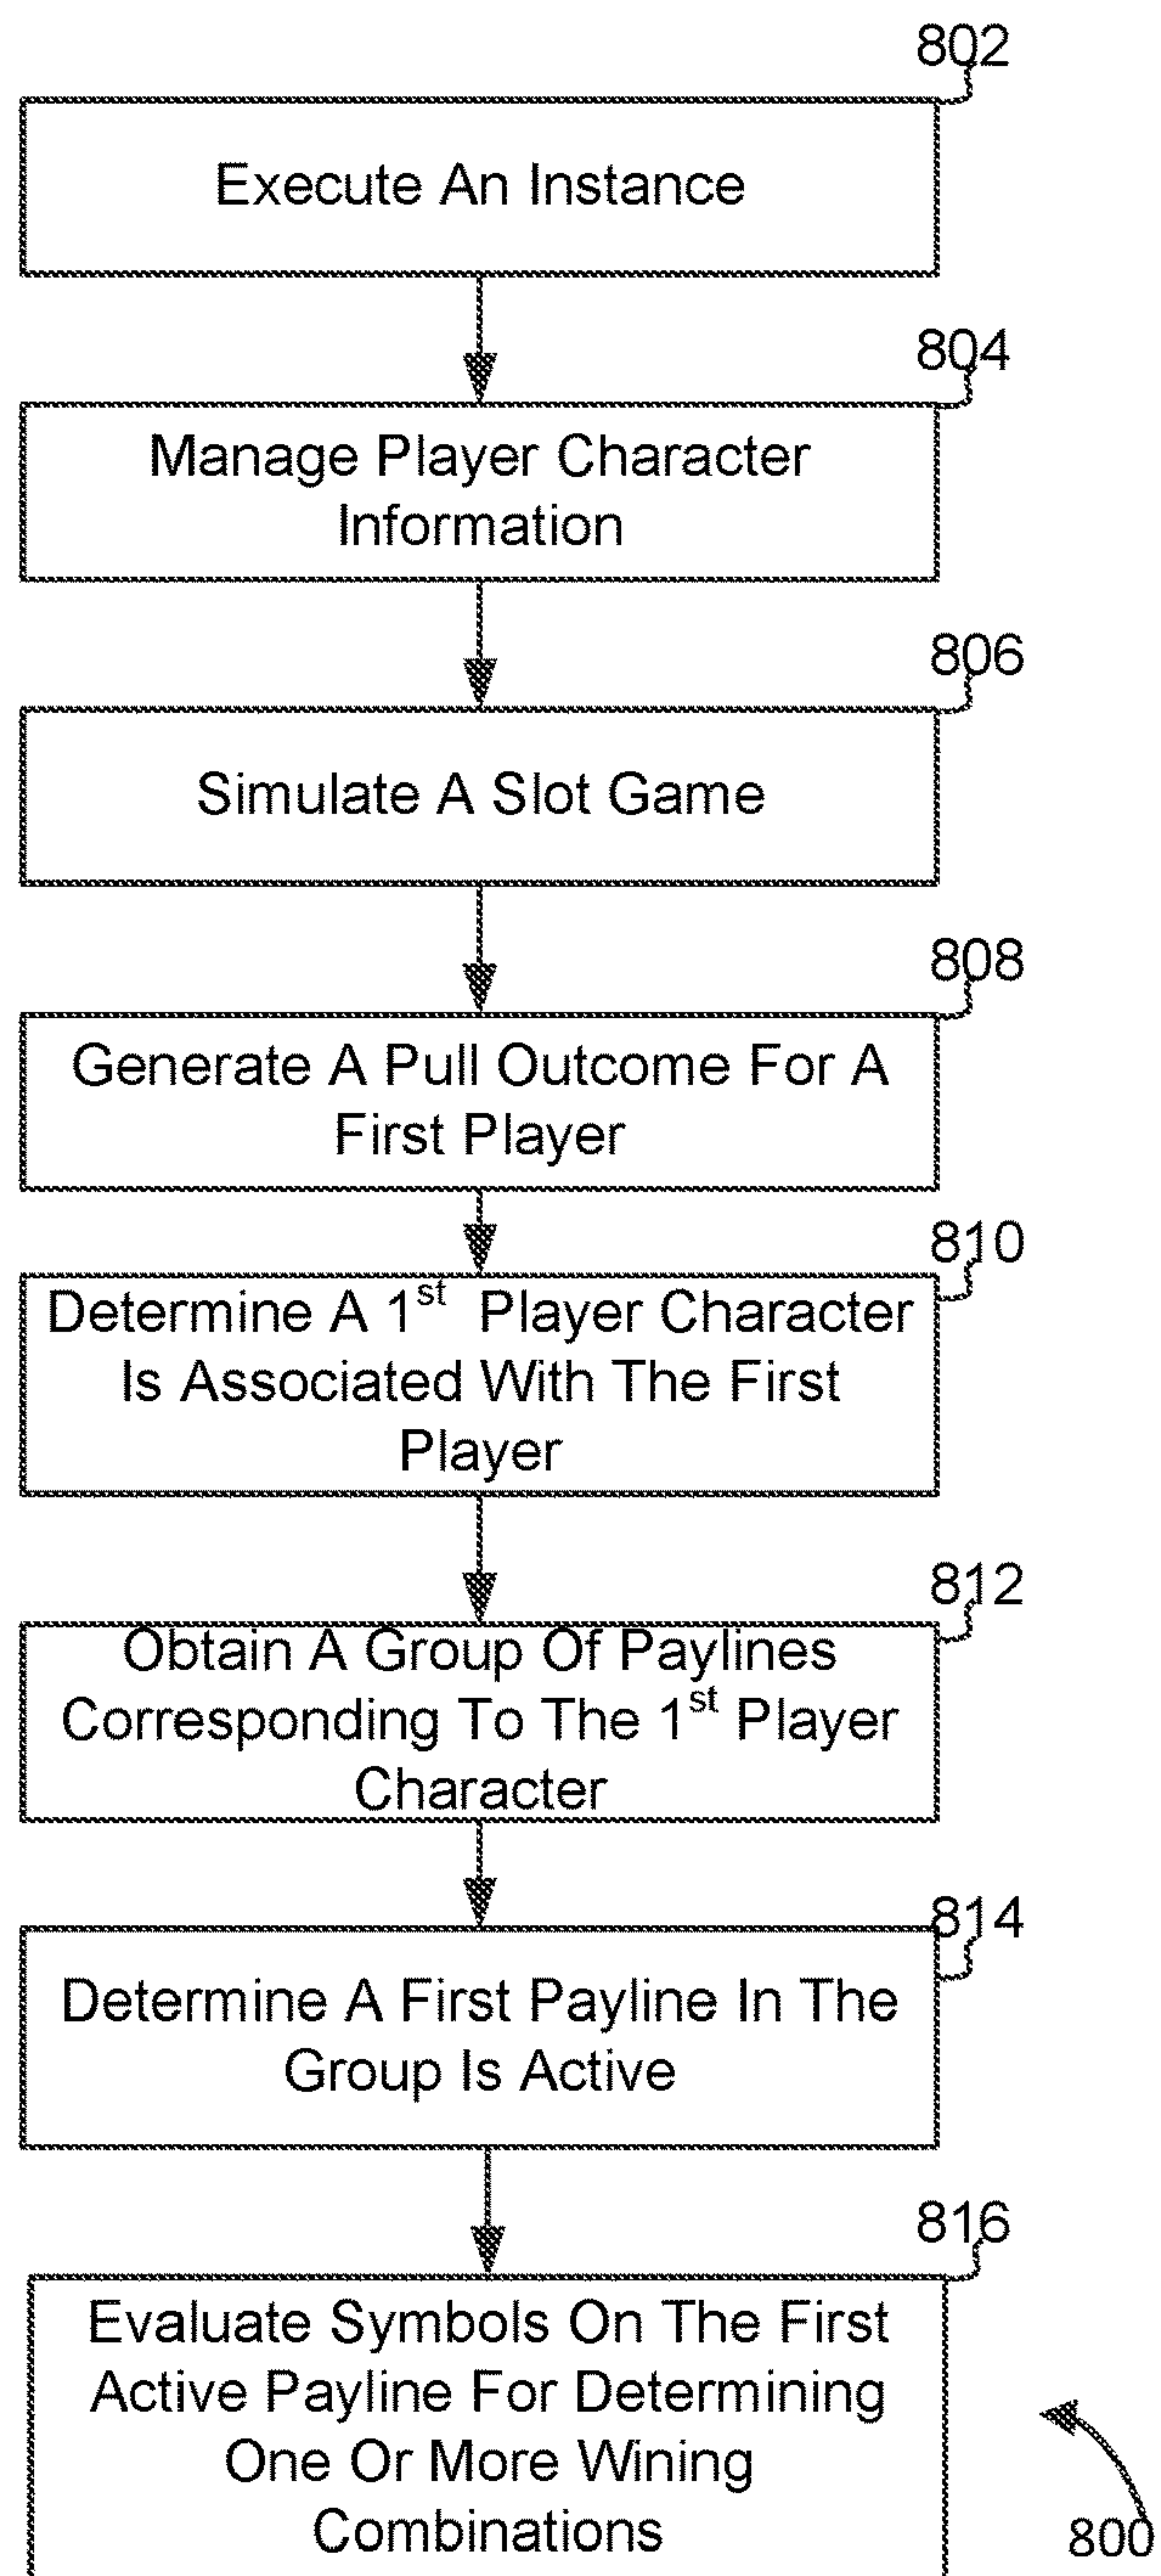 802
Execute An Instance
804
Manage Player Character
Information
806
Simulate A Slot Game
808
Generate A Pull Outcome For A
First Player
810
Determine A 1st Player Character
Is Associated With The First
Player
812
Obtain A Group Of Paylines
Corresponding To The 1st Player
Character
814
Determine A First Payline In The
Group Is Active
816
Evaluate Symbols On The First
Active Payline For Determining
One Or More Wining
Combinations
800